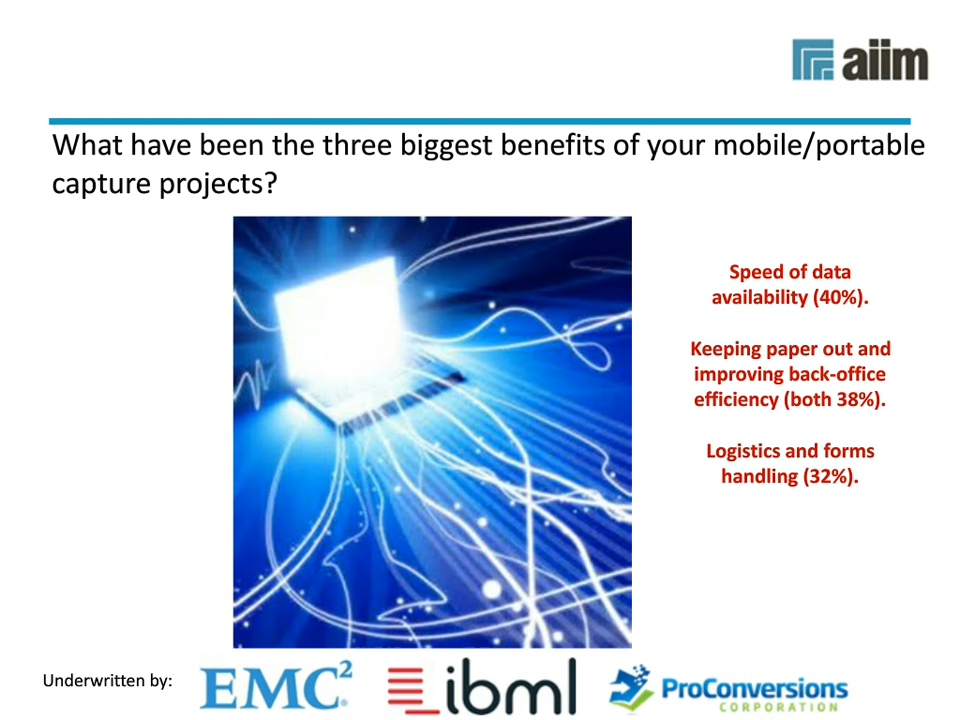 aiim
What have been the three biggest benefits of your mobile/portable
capture projects?
Speed of data
availability (40%).
Keeping paper out and
improving back-office
efficiency (both 38%).
Logistics and forms
handling (32%).
Underwritten by:
EMC²
ibml
ProConversions
CORPORATION